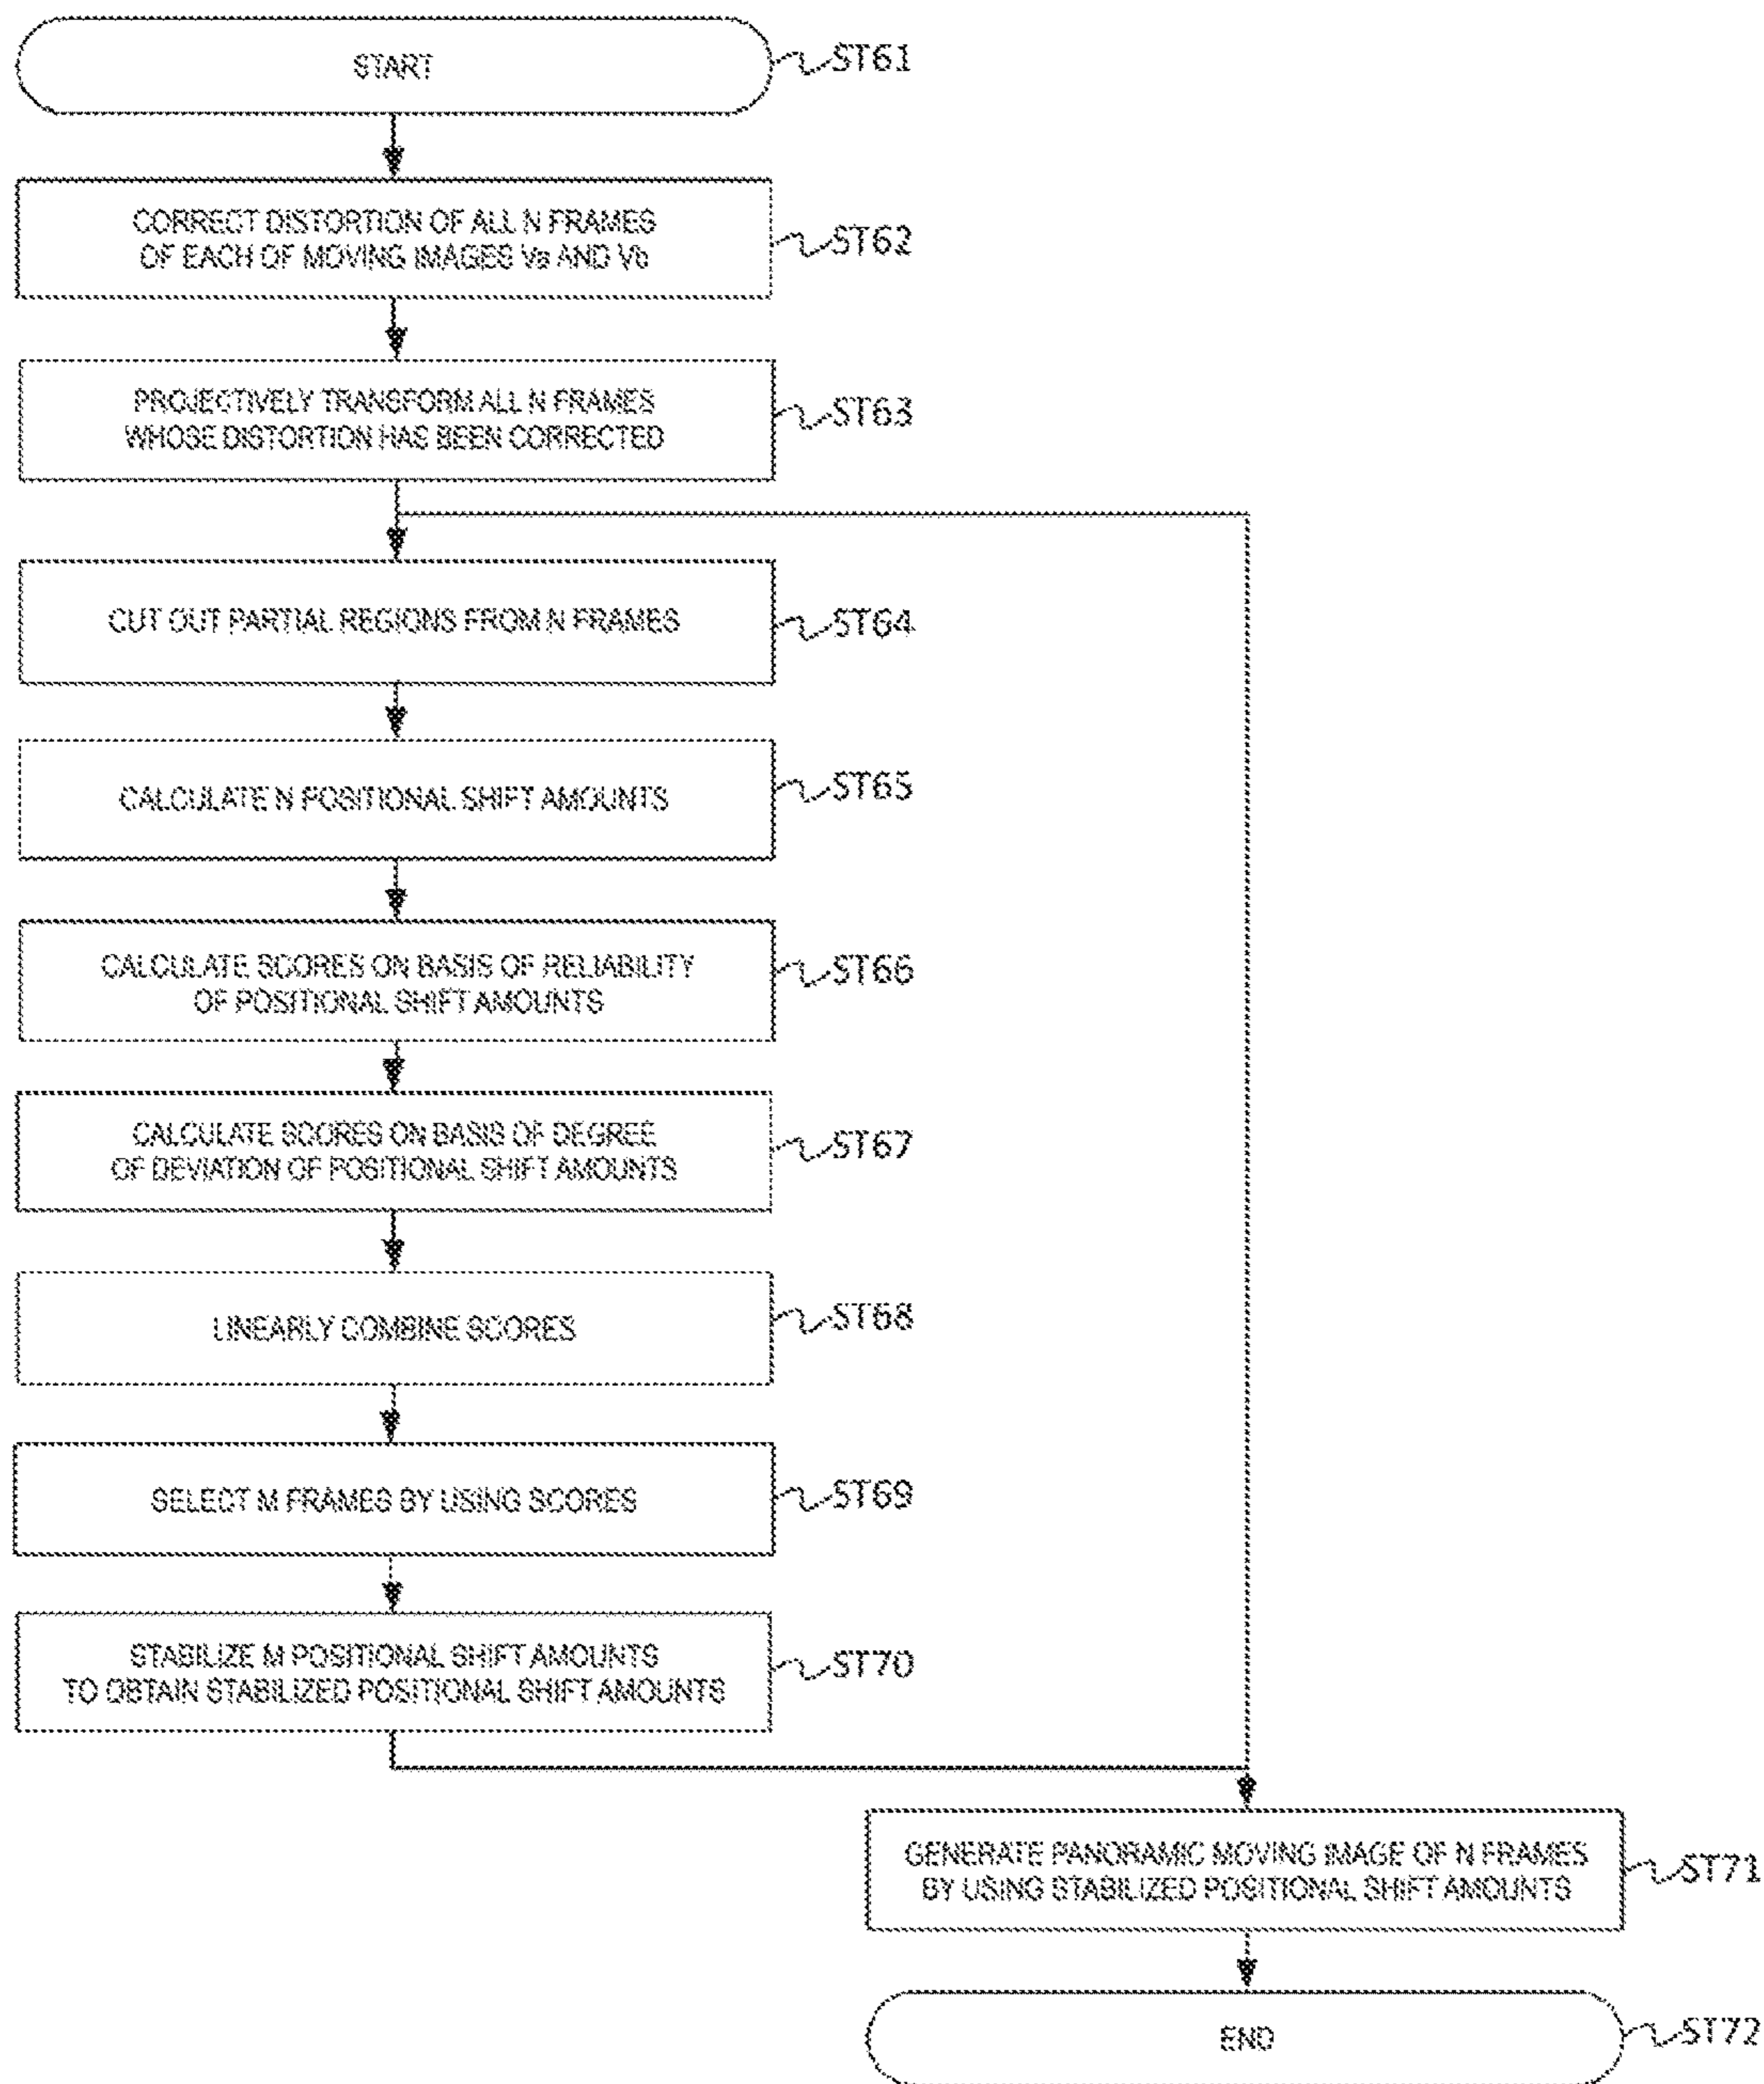 START
ST61
CORRECT DISTORTION OF ALL N FRAMES
OF EACH OF MOVING IMAGES Va AND Vb
ST62
PROJECTIVELY TRANSFORM ALL N FRAMES
WHOSE DISTORTION HAS BEEN CORRECTED
ST63
CUT OUT PARTIAL REGIONS FROM N FRAMES
ST64
CALCULATE N POSITIONAL SHIFT AMOUNTS
ST65
CALCULATE SCORES ON BASIS OF RELIABILITY
OF POSITIONAL SHIFT AMOUNTS
ST66
CALCULATE SCORES ON BASIS OF DEGREE
OF DEVIATION OF POSITIONAL SHIFT AMOUNTS
ST67
LINEARLY COMBINE SCORES
ST68
SELECT M FRAMES BY USING SCORES
ST69
STABILIZE M POSITIONAL SHIFT AMOUNTS
TO OBTAIN STABILIZED POSITIONAL SHIFT AMOUNTS
ST70
GENERATE PANORAMIC MOVING IMAGE OF N FRAMES
BY USING STABILIZED POSITIONAL SHIFT AMOUNTS
ST71
END
ST72